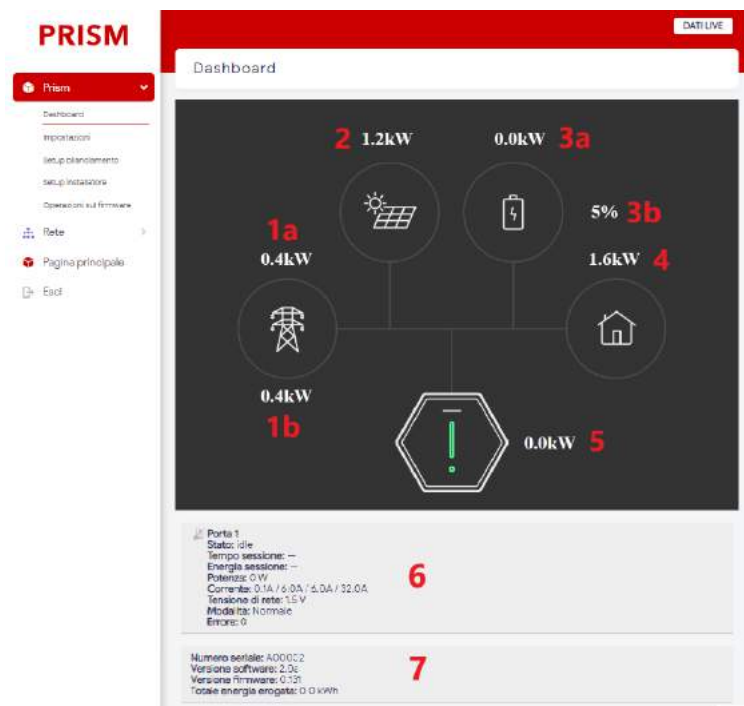 PRISM
DATI LIVE
Dashboard
Prism
Dashboard
Impostazioni
Setup bilanciamento
Setup installatore
Operazioni sul firmware
Rete
Pagina principale
Esci
2 1.2kW 0.0kW 3a
5% 3b
1a
0.4kW 1.6kW 4
0.4kW
1b
0.0kW 5
Porta 1
Stato: idle
Tempo sessione: —
Energia sessione: —
Potenza: 0 W
Corrente: 0.1A / 6.0A / 6.0A / 32.0A
Tensione di rete: 1.5 V
Modalità: Normale
Errore: 0
6
Numero seriale: A00002
Versione software: 2.0a
Versione firmware: 0.131
Totale energia erogata: 0.0 kWh
7